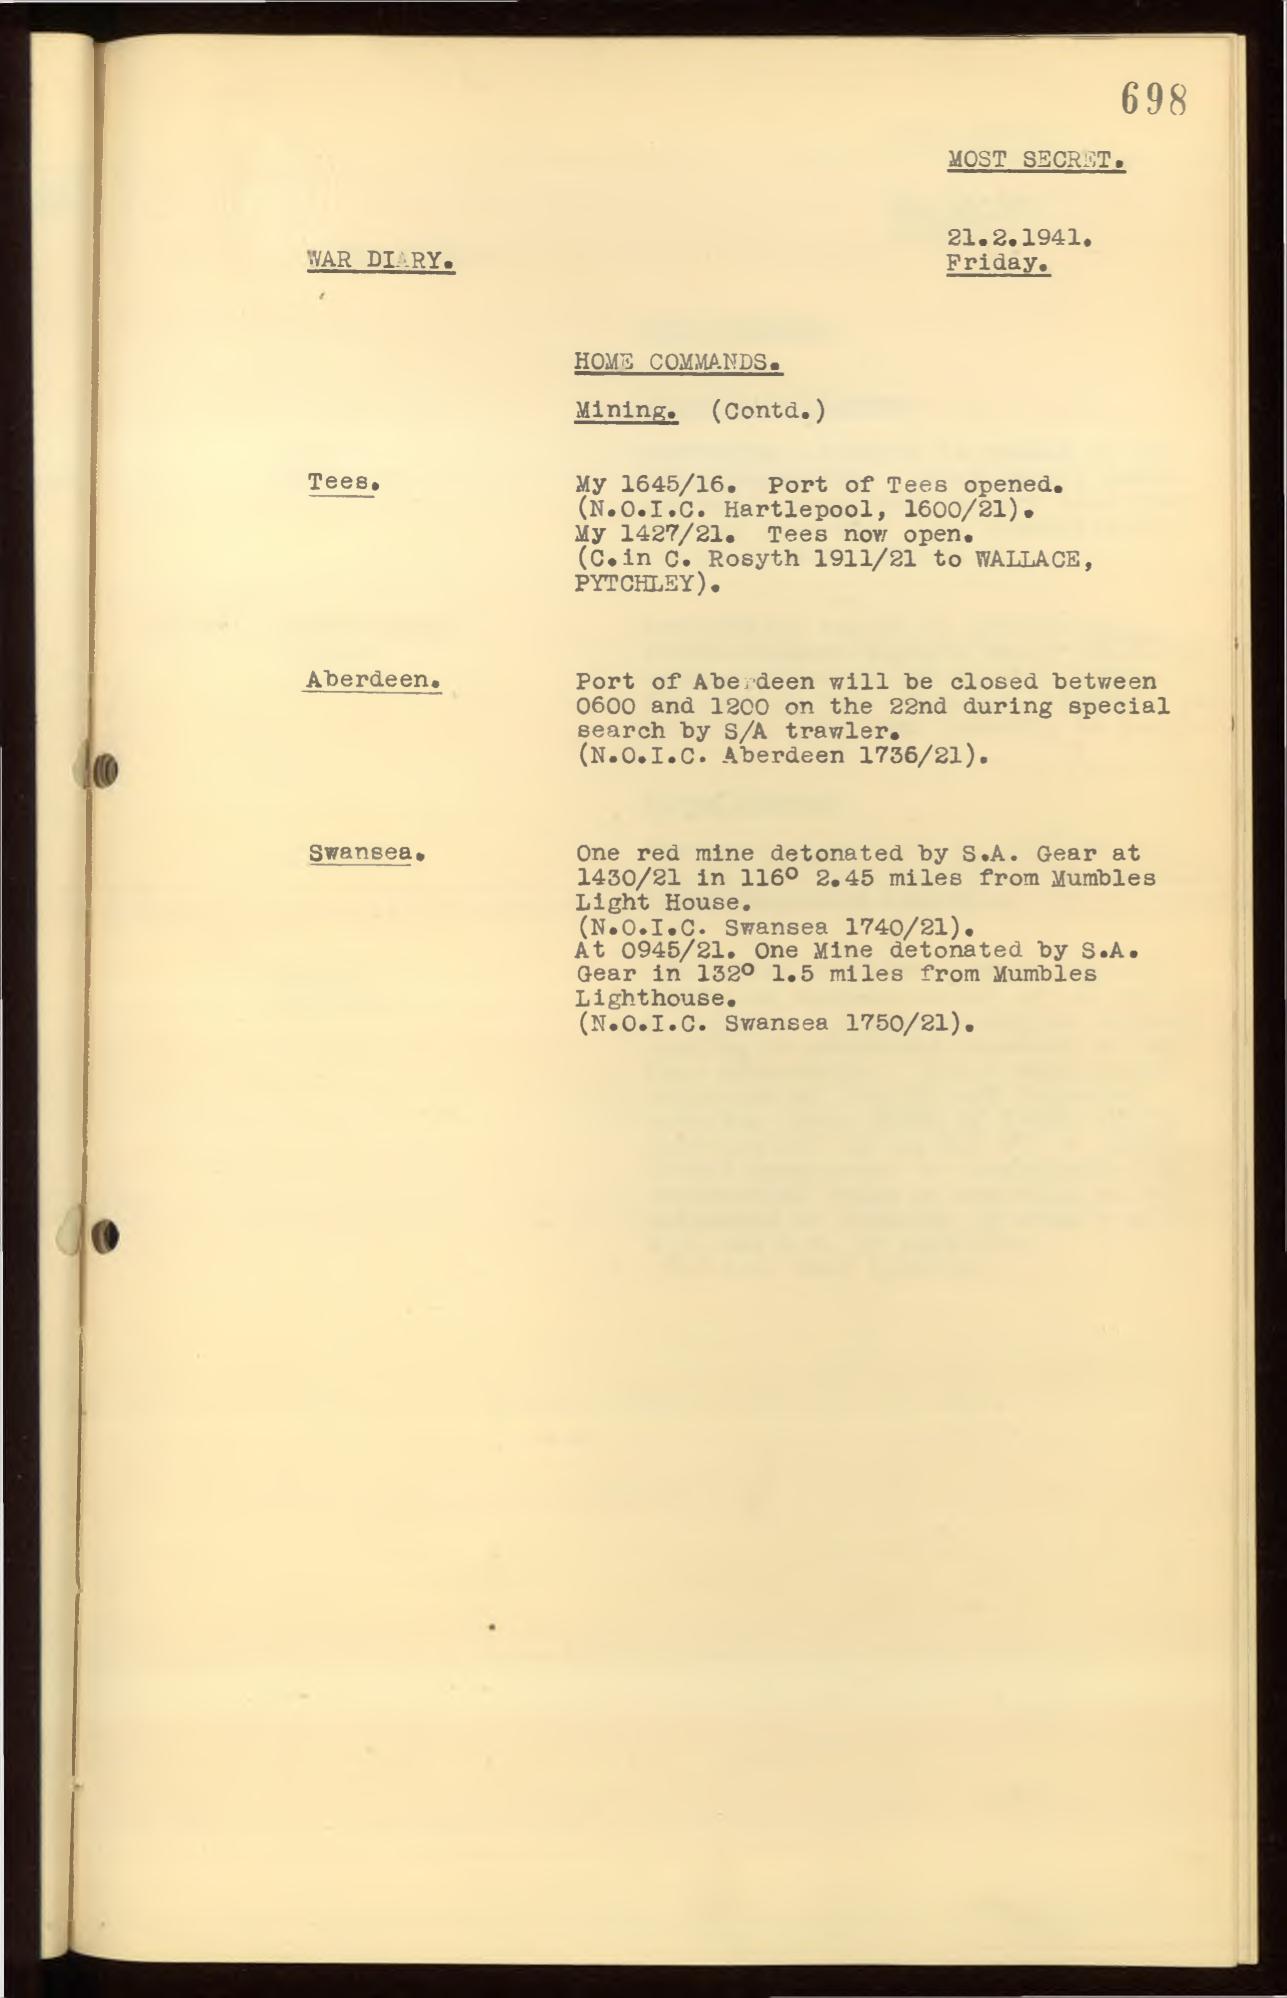 698
MOST SECRET.
21.2.1941.
WAR DIARY.
Friday.
HOME COMMANDS.
Mining. (Contd.)
Tees.
My 1645/16. Port of Tees opened.
(N.O.I.C. Hartlepool, 1600/21).
My 1427/21. Tees now open.
(C.in C. Rosyth 1911/21 to WALLACE,
PYTCHLEY).
Aberdeen.
Port of Aberdeen will be closed between
0600 and 1200 on the 22nd during special
search by S/A trawler.
(N.O.I.C. Aberdeen 1736/21).
Swansea.
One red mine detonated by S.A. Gear at
1430/21 in 116º 2.45 miles from Mumbles
Light House.
(N.O.I.C. Swansea 1740/21).
At 0945/21. One Mine detonated by S.A.
Gear in 132º 1.5 miles from Mumbles
Lighthouse.
(N.O.I.C. Swansea 1750/21).